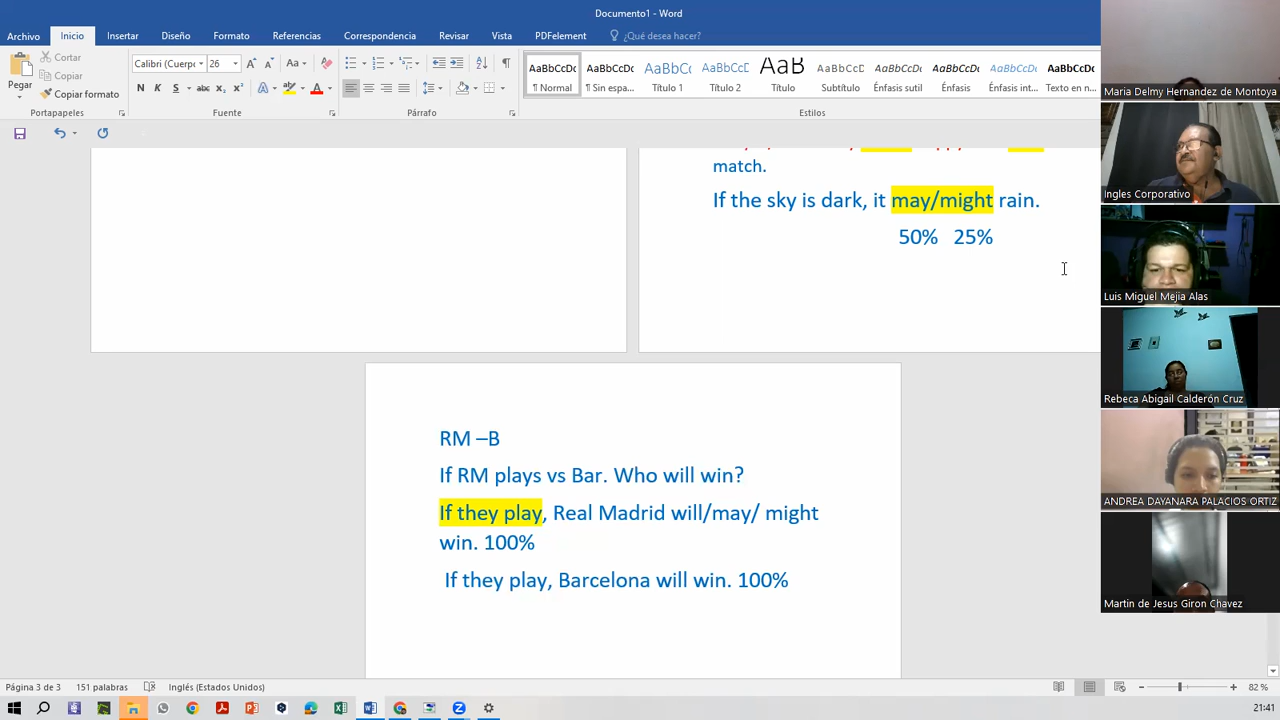 Documento1 - Word
Archivo Inicio Insertar Diseño Formato Referencias Correspondencia Revisar Vista PDFelement ¿Qué desea hacer?
Pegar
Cortar
Copiar
Copiar formato
Portapapeles
Calibri (Cuerpo 26
N K S abc x₂ x²
Fuente
Párrafo
AaBbCcDc AaBbCcDc AaBbCc AaBbCcD AaB AaBbCcD AaBbCcDc AaBbCcDc AaBbCcDc AaBbCcDc
¶ Normal ¶ Sin espa... Título 1 Título 2 Título Subtítulo Énfasis sutil Énfasis Énfasis int... Texto en n...
Estilos
match.
If the sky is dark, it may/might rain.
50% 25%
RM –B
If RM plays vs Bar. Who will win?
If they play, Real Madrid will/may/ might
win. 100%
If they play, Barcelona will win. 100%
Maria Delmy Hernandez de Montoya
Ingles Corporativo
Luis Miguel Mejia Alas
Rebeca Abigail Calderón Cruz
ANDREA DAYANARA PALACIOS ORTIZ
Martin de Jesus Giron Chavez
Página 3 de 3 151 palabras Inglés (Estados Unidos) 82 %
21:41